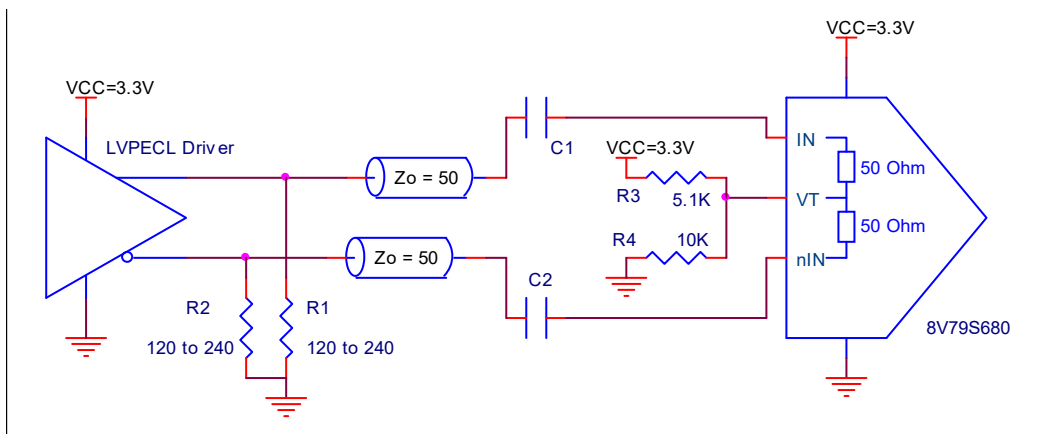 VCC=3.3V
VCC=3.3V
LVPECL Driver
C1
IN
VCC=3.3V
50 Ohm
Zo = 50
R3
5.1K
VT
50 Ohm
R4
10K
Zo = 50
nIN
C2
R2
R1
8V79S680
120 to 240
120 to 240